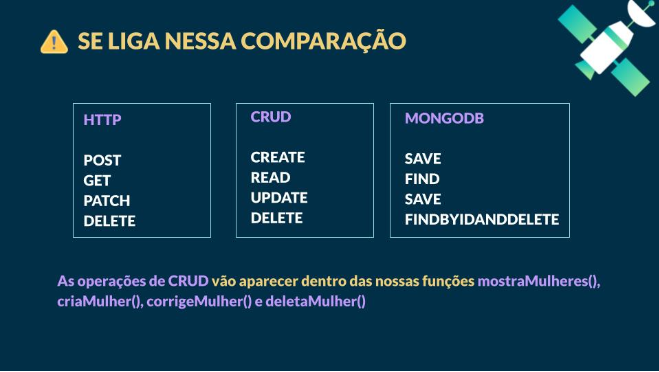 SE LIGA NESSA COMPARAÇÃO
HTTP
POST
GET
PATCH
DELETE
CRUD
CREATE
READ
UPDATE
DELETE
MONGODB
SAVE
FIND
SAVE
FINDBYIDANDDELETE
As operações de CRUD vão aparecer dentro das nossas funções mostraMulheres(),
criaMulher(), corrigeMulher() e deletaMulher()